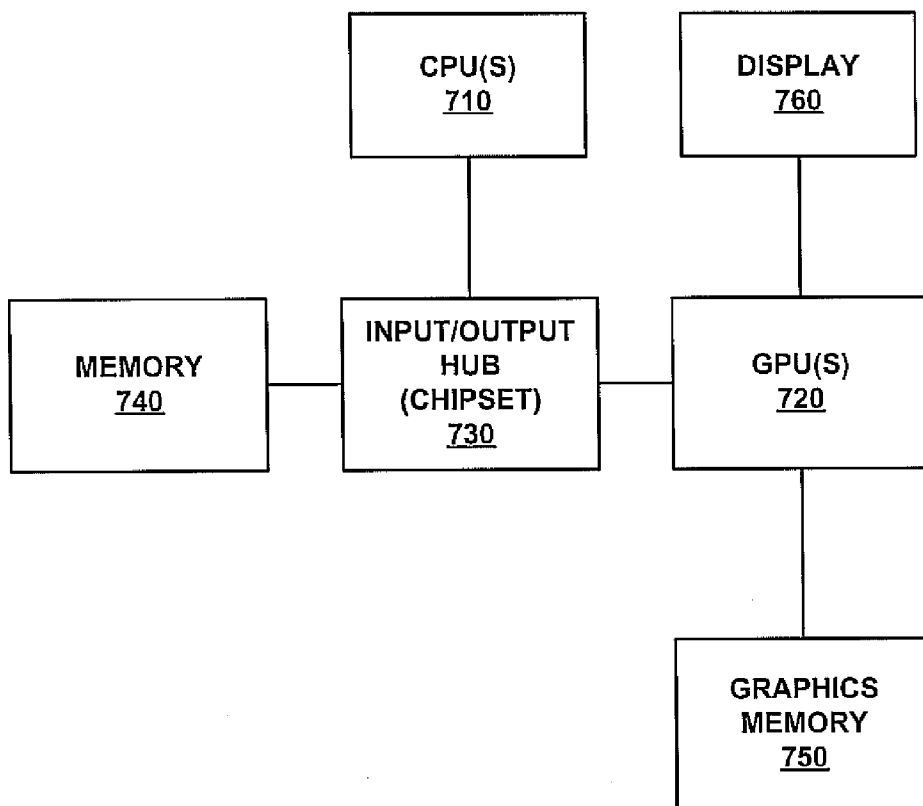 CPU(S)
710
DISPLAY
760
MEMORY
740
INPUT/OUTPUT
HUB
(CHIPSET)
730
GPU(S)
720
GRAPHICS
MEMORY
750